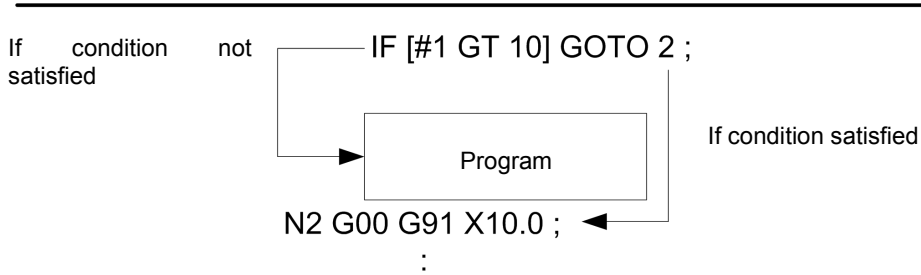 If condition not
satisfied
IF [#1 GT 10] GOTO 2 ;
If condition satisfied
Program
N2 G00 G91 X10.0 ;
: